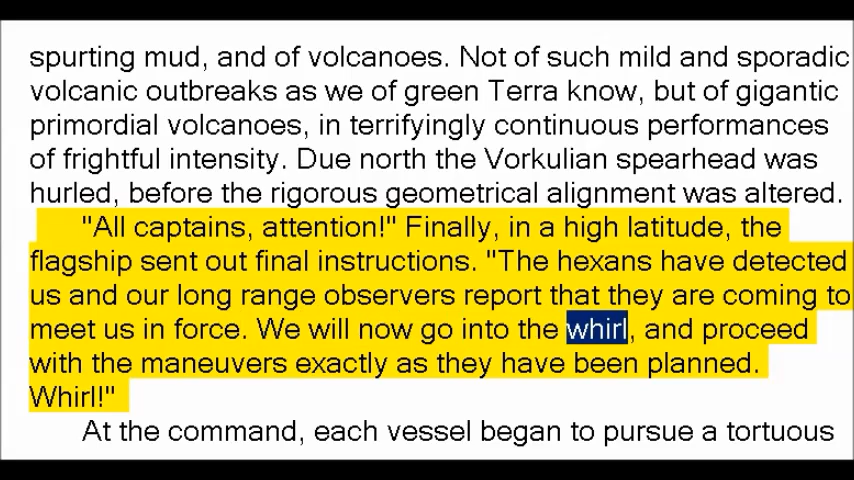 spurting mud, and of volcanoes. Not of such mild and sporadic
volcanic outbreaks as we of green Terra know, but of gigantic
primordial volcanoes, in terrifyingly continuous performances
of frightful intensity. Due north the Vorkulian spearhead was
hurled, before the rigorous geometrical alignment was altered.
"All captains, attention!" Finally, in a high latitude, the
flagship sent out final instructions. "The hexans have detected
us and our long range observers report that they are coming to
meet us in force. We will now go into the whirl, and proceed
with the maneuvers exactly as they have been planned.
Whirl!"
At the command, each vessel began to pursue a tortuous